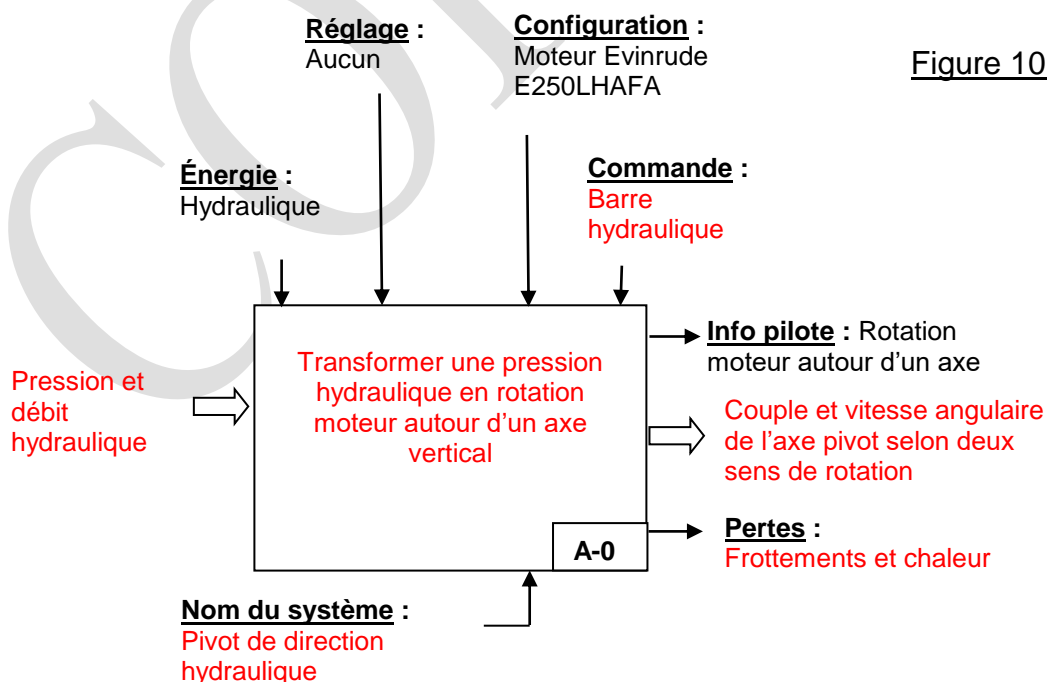 Réglage :
Aucun
Configuration :
Moteur Evinrude
E250LHAFA
Figure 10
Énergie :
Hydraulique
Commande :
Barre
hydraulique
Pression et
débit
hydraulique
Transformer une pression
hydraulique en rotation
moteur autour d'un axe
vertical
A-0
Info pilote : Rotation
moteur autour d'un axe
Couple et vitesse angulaire
de l'axe pivot selon deux
sens de rotation
Pertes :
Frottements et chaleur
Nom du système :
Pivot de direction
hydraulique